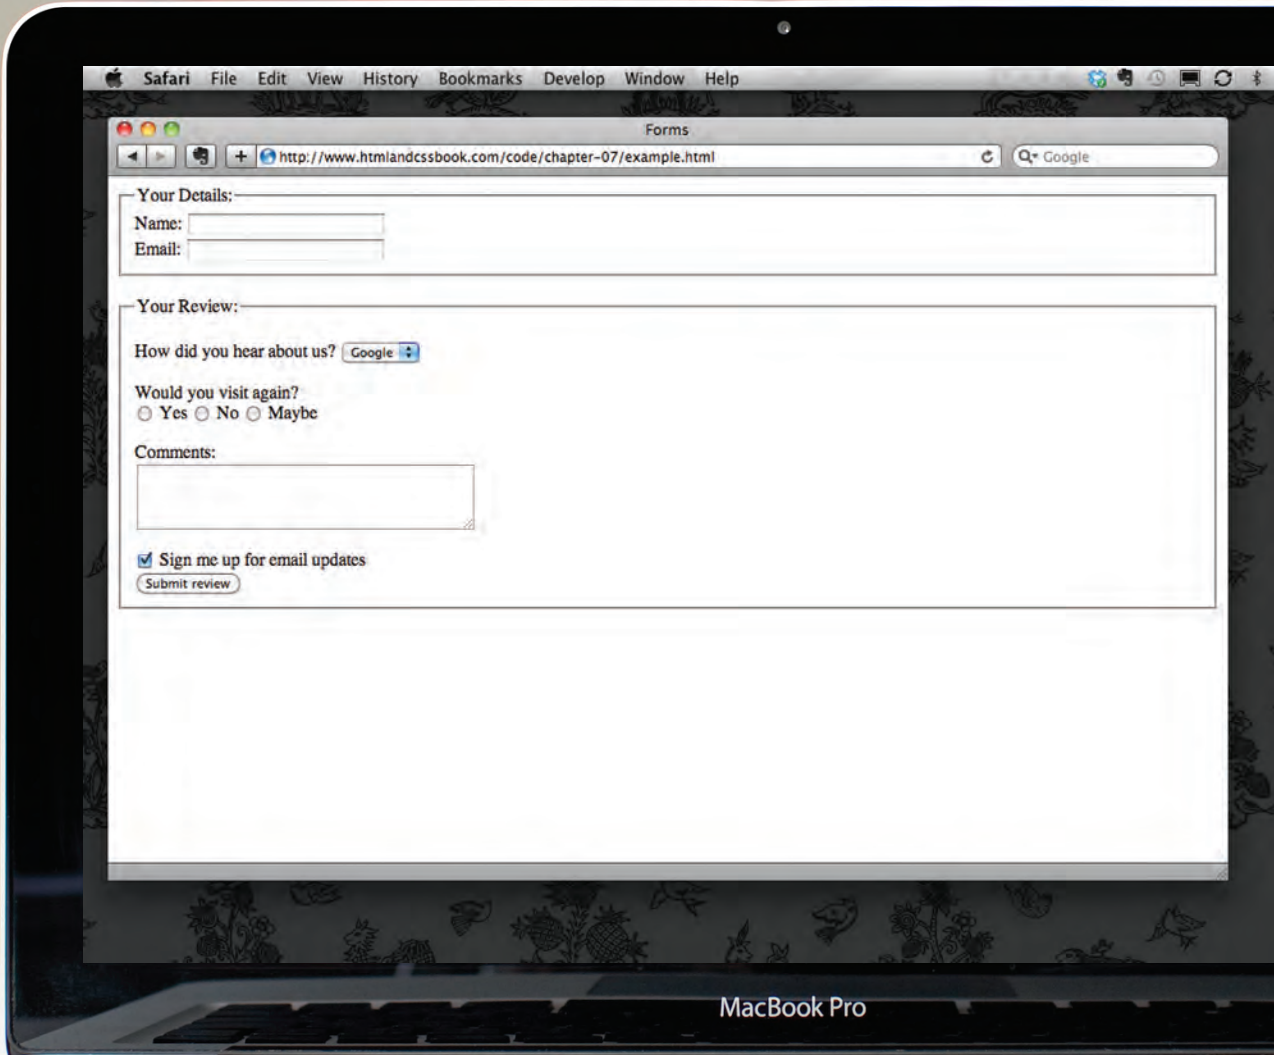 Safari File Edit View History Bookmarks Develop Window Help
Forms
http://www.htmlandcssbook.com/code/chapter-07/example.html
Google
Your Details:
Name:
Email:
Your Review:
How did you hear about us? Google
Would you visit again?
Yes No Maybe
Comments:
Sign me up for email updates
Submit review
MacBook Pro